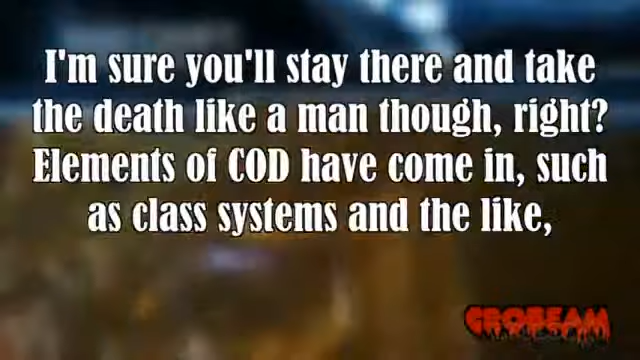 I'm sure you'll stay there and take
the death like a man though, right?
Elements of COD have come in, such
as class systems and the like,